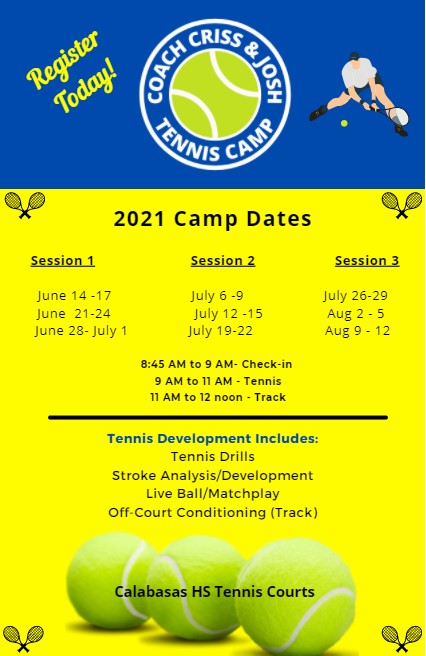 Register
Today!
COACH CRISS & JOSH
TENNIS CAMP
2021 Camp Dates
Session 1
Session 2
Session 3
June 14 -17
July 6 -9
July 26-29
June 21-24
July 12 -15
Aug 2 - 5
June 28- July 1
July 19-22
Aug 9 - 12
8:45 AM to 9 AM- Check-in
9 AM to 11 AM - Tennis
11 AM to 12 noon - Track
Tennis Development Includes:
Tennis Drills
Stroke Analysis/Development
Live Ball/Matchplay
Off-Court Conditioning (Track)
Calabasas HS Tennis Courts